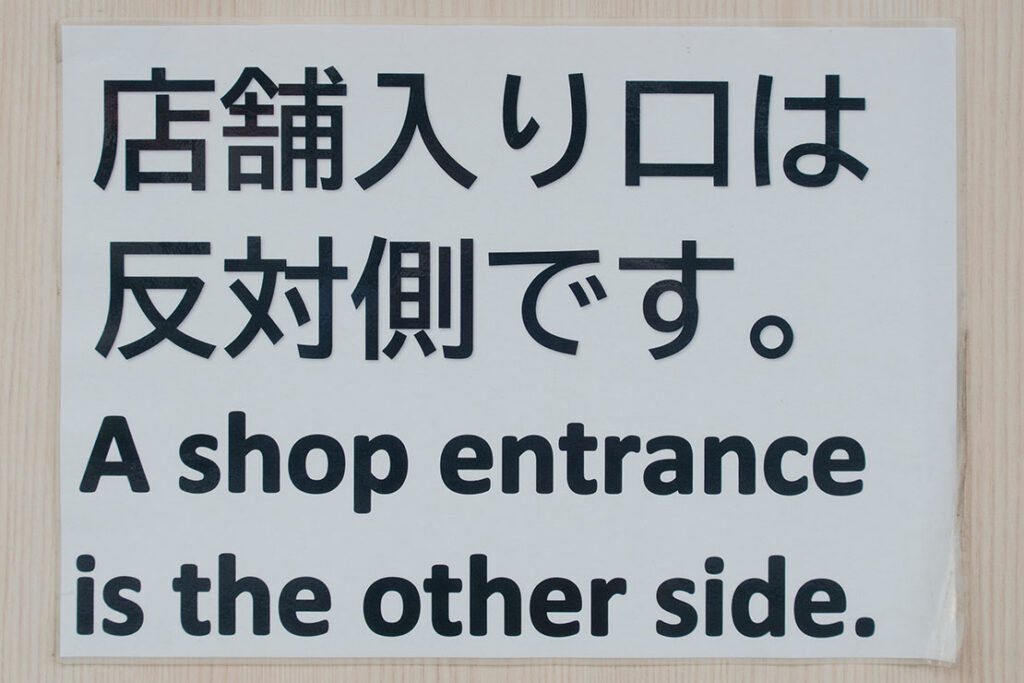 店舗入り口は
反対側です。
A shop entrance
is the other side.